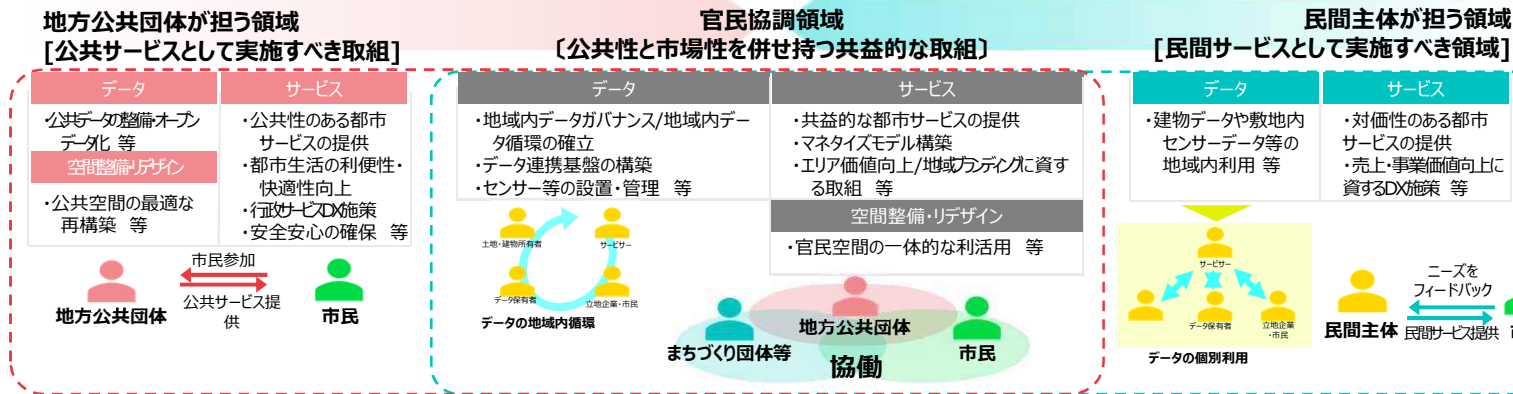 地方公共団体が担う領域
[公共サービスとして実施すべき取組]
データ
・公共データの整備・オープン
データ化 等
空間整備・リデザイン
・公共空間の最適な
再構築 等
サービス
・公共性のある都市
サービスの提供
・都市生活の利便性・
快適性向上
・行政サービスDX施策
・安全安心の確保 等
市民参加
公共サービス提
供
地方公共団体
市民
官民協調領域
〔公共性と市場性を併せ持つ共益的な取組〕
データ
・地域内データガバナンス/地域内デー
タ循環の確立
・データ連携基盤の構築
・センサー等の設置・管理 等
サービス
・共益的な都市サービスの提供
・マネタイズモデル構築
・エリア価値向上/地域ブランディングに資す
る取組 等
空間整備・リデザイン
・官民空間の一体的な利活用 等
土地・建物所有者
サービサー
データ保有者
立地企業・市民
データの地域内循環
地方公共団体
まちづくり団体等
市民
協働
民間主体が担う領域
[民間サービスとして実施すべき領域]
データ
・建物データや敷地内
センサーデータ等の
地域内利用 等
サービス
・対価性のある都市
サービスの提供
・売上・事業価値向上に
資するDX施策 等
サービサー
データ保有者
立地企業
・市民
データの個別利用
ニーズを
フィードバック
民間主体
民間サービス提供